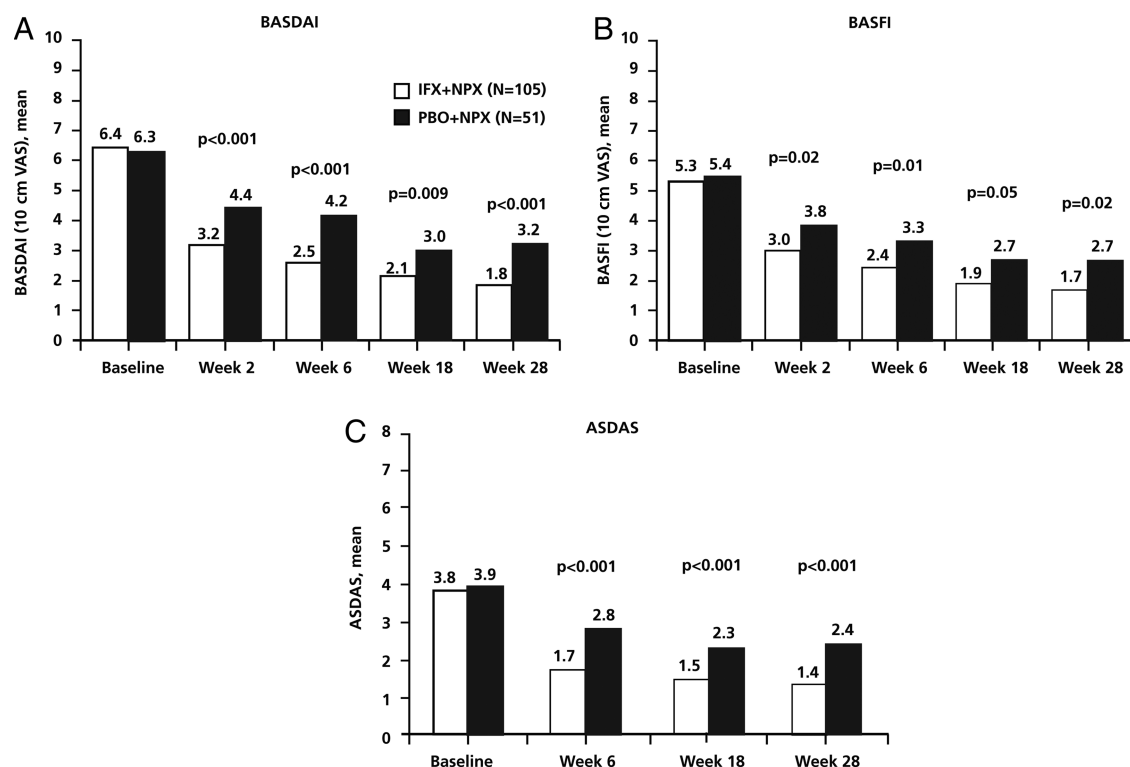 A
BASDAI
BASDAI (10 cm VAS), mean
10
9
8
7
6
5
4
3
2
1
0
IFX+NPX (N=105)
PBO+NPX (N=51)
6.4 6.3
p<0.001
3.2 4.4
p<0.001
2.5 4.2
p=0.009
2.1 3.0
p<0.001
1.8 3.2
Baseline Week 2 Week 6 Week 18 Week 28
B
BASFI
BASFI (10 cm VAS), mean
10
9
8
7
6
5
4
3
2
1
0
5.3 5.4
p=0.02
3.0 3.8
p=0.01
2.4 3.3
p=0.05
1.9 2.7
p=0.02
1.7 2.7
Baseline Week 2 Week 6 Week 18 Week 28
C
ASDAS
ASDAS, mean
8
7
6
5
4
3
2
1
0
3.8 3.9
p<0.001
1.7 2.8
p<0.001
1.5 2.3
p<0.001
1.4 2.4
Baseline Week 6 Week 18 Week 28